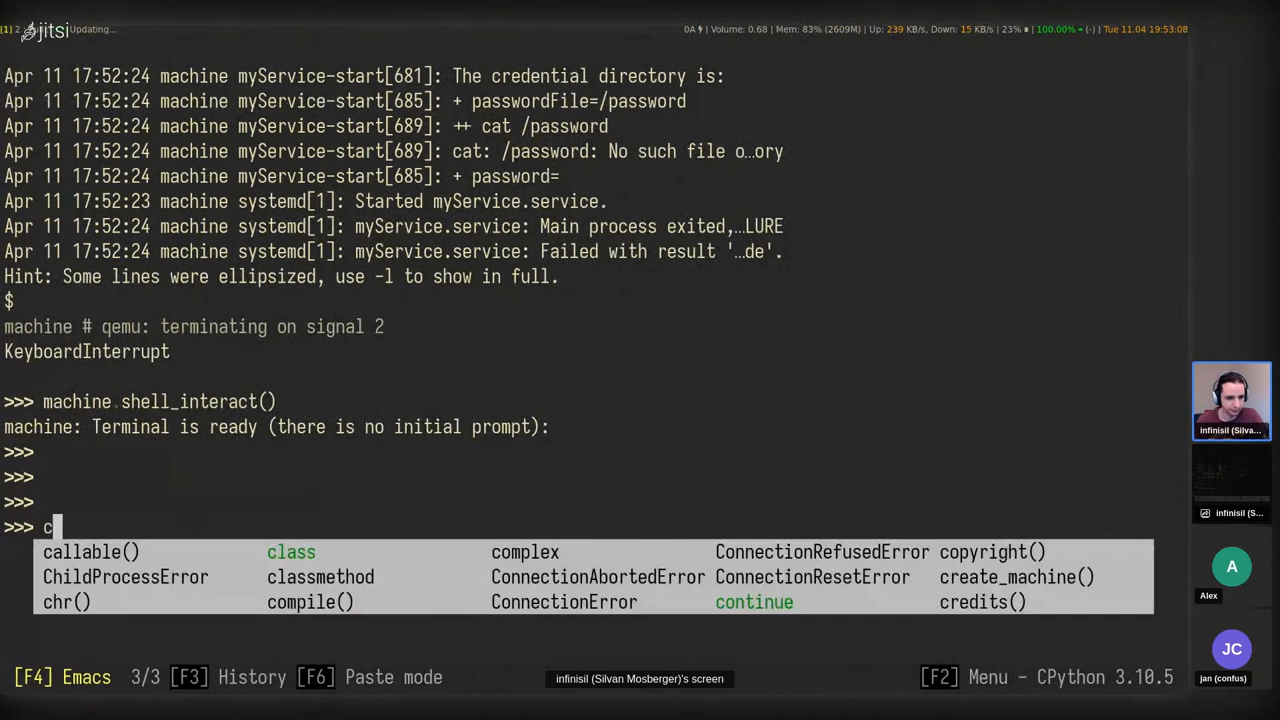 [1] 2 Updating... 0A | Volume: 0.68 | Mem: 83% (2609M) | Up: 239 KB/s, Down: 15 KB/s | 23% | 100.00% = (-) | Tue 11.04 19:53:08
jitsi
Apr 11 17:52:24 machine myService-start[681]: The credential directory is:
Apr 11 17:52:24 machine myService-start[685]: + passwordFile=/password
Apr 11 17:52:24 machine myService-start[689]: ++ cat /password
Apr 11 17:52:24 machine myService-start[689]: cat: /password: No such file o…ory
Apr 11 17:52:24 machine myService-start[685]: + password=
Apr 11 17:52:23 machine systemd[1]: Started myService.service.
Apr 11 17:52:24 machine systemd[1]: myService.service: Main process exited,…LURE
Apr 11 17:52:24 machine systemd[1]: myService.service: Failed with result '…de'.
Hint: Some lines were ellipsized, use -l to show in full.
$
machine # qemu: terminating on signal 2
KeyboardInterrupt
>>> machine.shell_interact()
machine: Terminal is ready (there is no initial prompt):
>>>
>>>
>>>
>>> c
callable() class complex ConnectionRefusedError copyright()
ChildProcessError classmethod ConnectionAbortedError ConnectionResetError create_machine()
chr() compile() ConnectionError continue credits()
[F4] Emacs 3/3 [F3] History [F6] Paste mode [F2] Menu - CPython 3.10.5
infinisil (Silvan Mosberger)'s screen
infinisil (Silva...
infinisil (S...
A
Alex
JC
jan (confus)